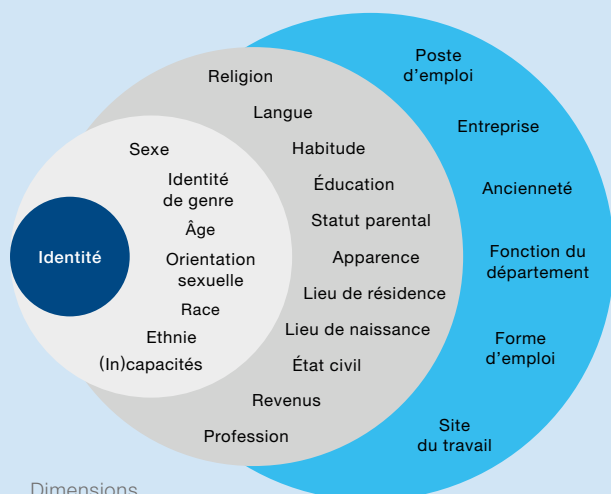 Identité
Sexe
Identité
de genre
Âge
Orientation
sexuelle
Race
Ethnie
(In)capacités
Religion
Langue
Habitude
Éducation
Statut parental
Apparence
Lieu de résidence
Lieu de naissance
État civil
Revenus
Profession
Poste
d’emploi
Entreprise
Ancienneté
Fonction du
département
Forme
d’emploi
Site
du travail
Dimensions